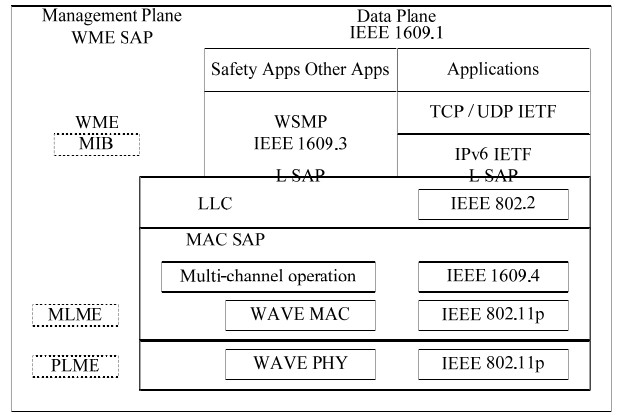 Management Plane
Data Plane
WME SAP
IEEE 1609.1
Safety Apps Other Apps
Applications
WME
MIB
WSMP
IEEE 1609.3
TCP / UDP IETF
IPv6 IETF
L SAP
L SAP
LLC
IEEE 802.2
MAC SAP
Multi-channel operation
IEEE 1609.4
MLME
WAVE MAC
IEEE 802.11p
PLME
WAVE PHY
IEEE 802.11p